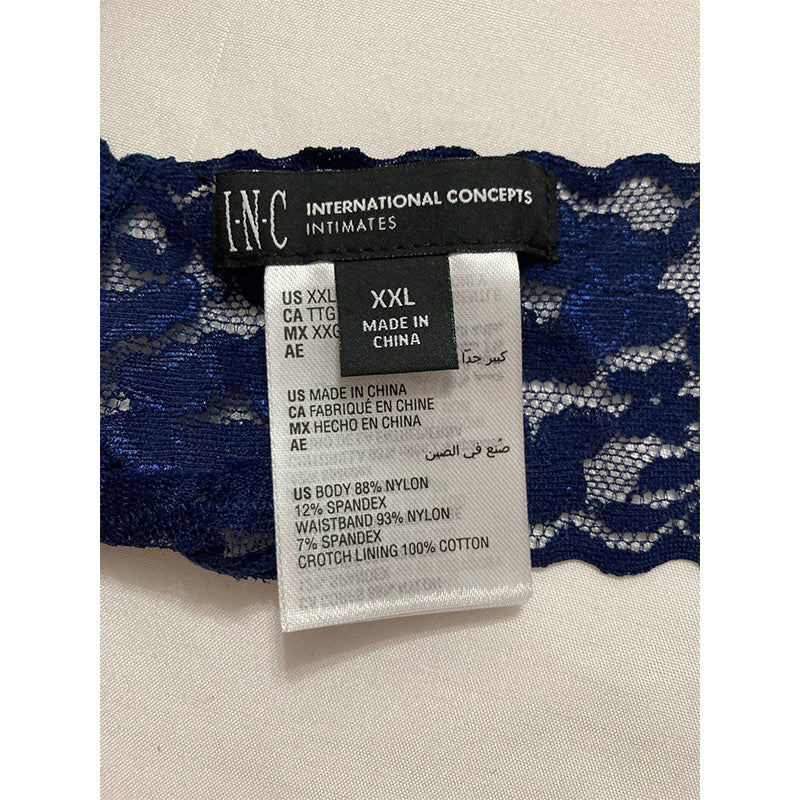 I·N·C INTERNATIONAL CONCEPTS
INTIMATES
XXL
MADE IN
CHINA
US XXL
CA TTG
MX XXG
AE
كبير جدًا
US MADE IN CHINA
CA FABRIQUÉ EN CHINE
MX HECHO EN CHINA
AE
صُنع في الصين
US BODY 88% NYLON
12% SPANDEX
WAISTBAND 93% NYLON
7% SPANDEX
CROTCH LINING 100% COTTON